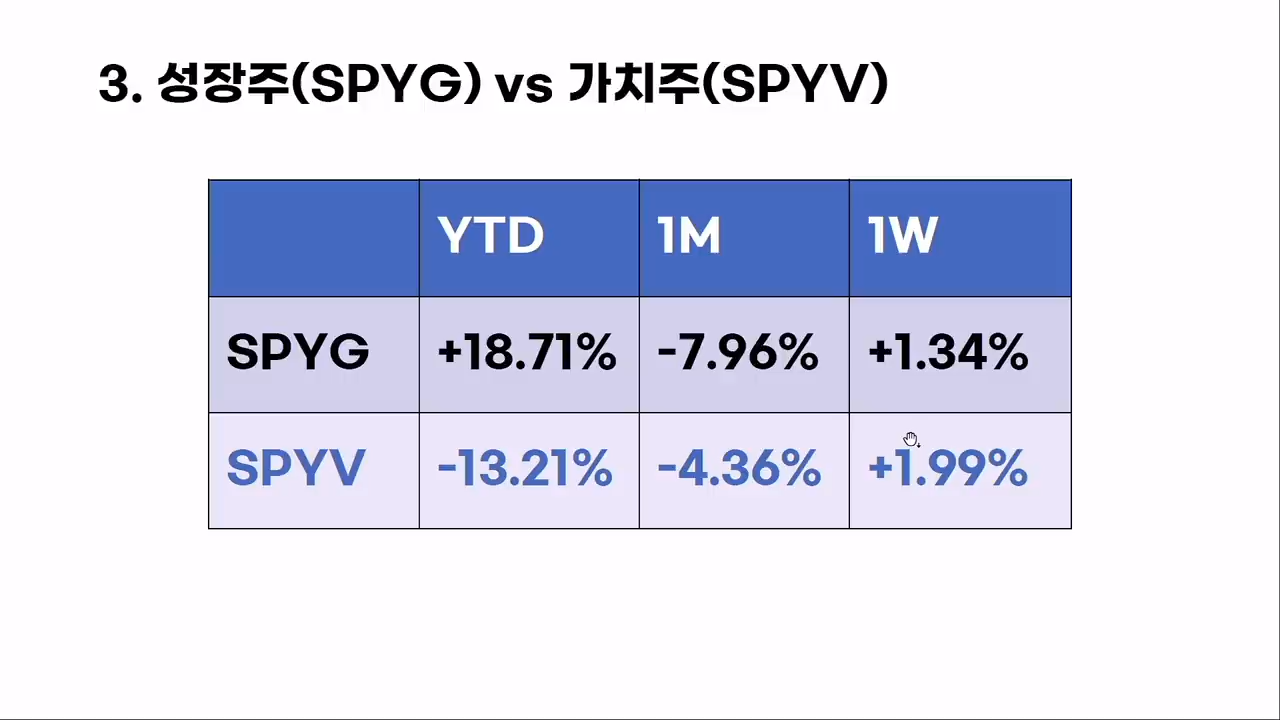 3. 성장주(SPYG) vs 가치주(SPYV)
YTD 1M 1W
SPYG +18.71% -7.96% +1.34%
SPYV -13.21% -4.36% +1.99%